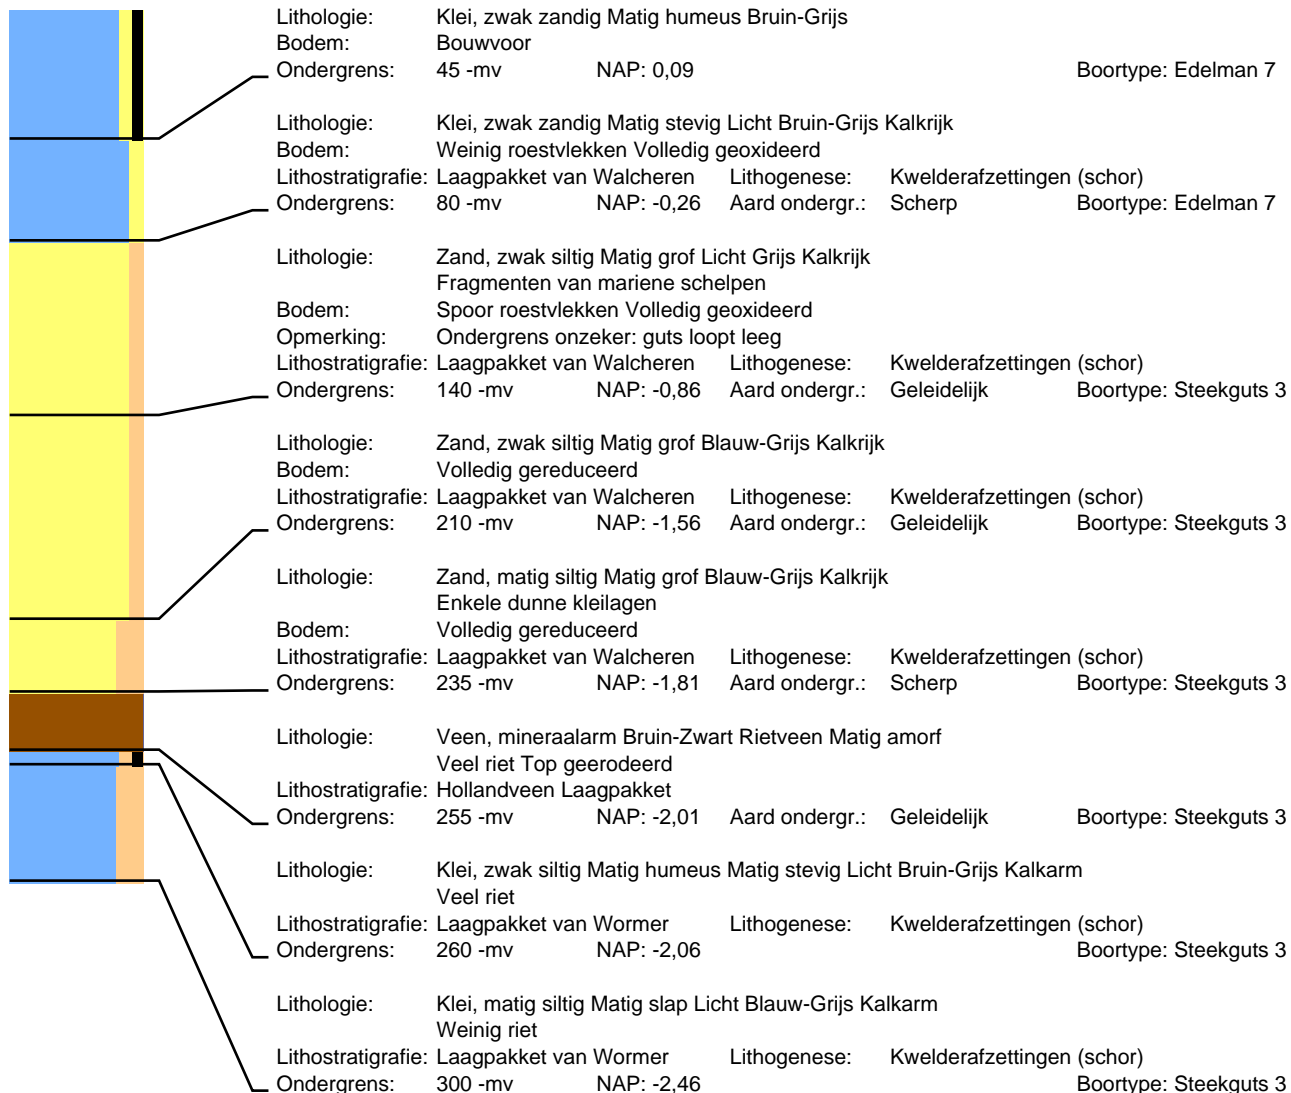 Lithologie: Klei, zwak zandig Matig humeus Bruin-Grijs
Bodem: Bouwvoor
Ondergrens: 45 -mv NAP: 0,09 Boortype: Edelman 7
Lithologie: Klei, zwak zandig Matig stevig Licht Bruin-Grijs Kalkrijk
Bodem: Weinig roestvlekken Volledig geoxideerd
Lithostratigrafie: Laagpakket van Walcheren Lithogenese: Kwelderafzettingen (schor)
Ondergrens: 80 -mv NAP: -0,26 Aard ondergr.: Scherp Boortype: Edelman 7
Lithologie: Zand, zwak siltig Matig grof Licht Grijs Kalkrijk
Fragmenten van mariene schelpen
Bodem: Spoor roestvlekken Volledig geoxideerd
Opmerking: Ondergrens onzeker: guts loopt leeg
Lithostratigrafie: Laagpakket van Walcheren Lithogenese: Kwelderafzettingen (schor)
Ondergrens: 140 -mv NAP: -0,86 Aard ondergr.: Geleidelijk Boortype: Steekguts 3
Lithologie: Zand, zwak siltig Matig grof Blauw-Grijs Kalkrijk
Bodem: Volledig gereduceerd
Lithostratigrafie: Laagpakket van Walcheren Lithogenese: Kwelderafzettingen (schor)
Ondergrens: 210 -mv NAP: -1,56 Aard ondergr.: Geleidelijk Boortype: Steekguts 3
Lithologie: Zand, matig siltig Matig grof Blauw-Grijs Kalkrijk
Enkele dunne kleilagen
Bodem: Volledig gereduceerd
Lithostratigrafie: Laagpakket van Walcheren Lithogenese: Kwelderafzettingen (schor)
Ondergrens: 235 -mv NAP: -1,81 Aard ondergr.: Scherp Boortype: Steekguts 3
Lithologie: Veen, mineraalarm Bruin-Zwart Rietveen Matig amorf
Veel riet Top geerodeerd
Lithostratigrafie: Hollandveen Laagpakket
Ondergrens: 255 -mv NAP: -2,01 Aard ondergr.: Geleidelijk Boortype: Steekguts 3
Lithologie: Klei, zwak siltig Matig humeus Matig stevig Licht Bruin-Grijs Kalkarm
Veel riet
Lithostratigrafie: Laagpakket van Wormer Lithogenese: Kwelderafzettingen (schor)
Ondergrens: 260 -mv NAP: -2,06 Boortype: Steekguts 3
Lithologie: Klei, matig siltig Matig slap Licht Blauw-Grijs Kalkarm
Weinig riet
Lithostratigrafie: Laagpakket van Wormer Lithogenese: Kwelderafzettingen (schor)
Ondergrens: 300 -mv NAP: -2,46 Boortype: Steekguts 3